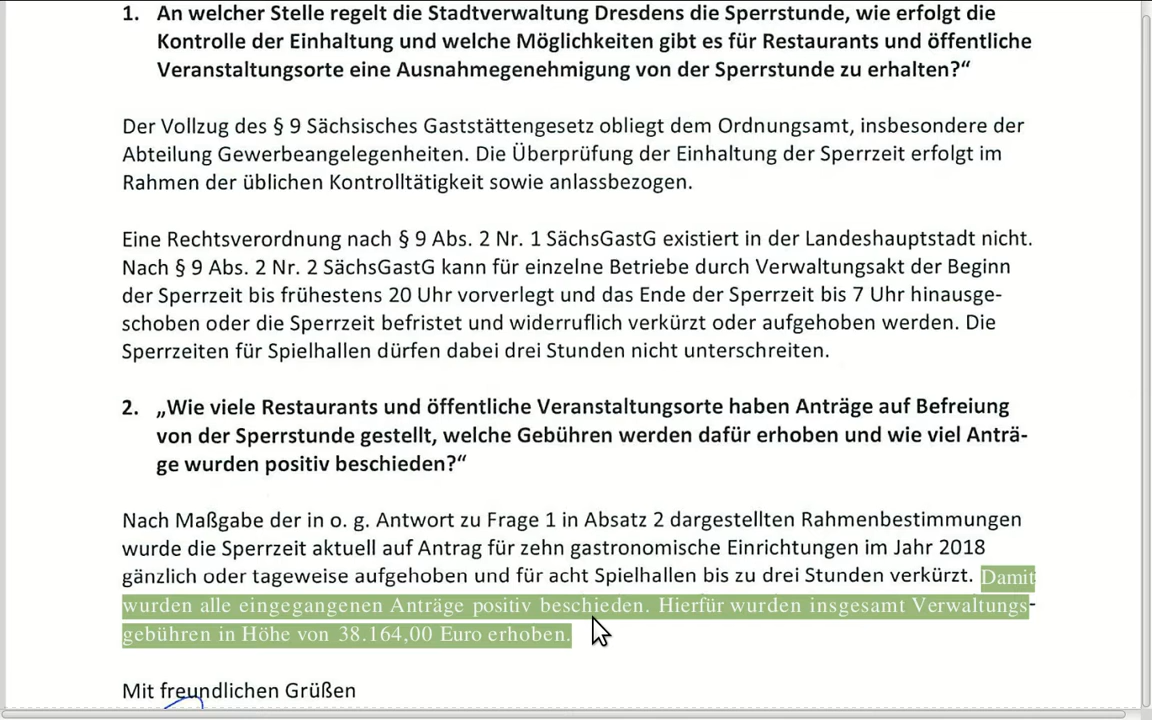 1. An welcher Stelle regelt die Stadtverwaltung Dresdens die Sperrstunde, wie erfolgt die
Kontrolle der Einhaltung und welche Möglichkeiten gibt es für Restaurants und öffentliche
Veranstaltungsorte eine Ausnahmegenehmigung von der Sperrstunde zu erhalten?“
Der Vollzug des § 9 Sächsisches Gaststättengesetz obliegt dem Ordnungsamt, insbesondere der
Abteilung Gewerbeangelegenheiten. Die Überprüfung der Einhaltung der Sperrzeit erfolgt im
Rahmen der üblichen Kontrolltätigkeit sowie anlassbezogen.
Eine Rechtsverordnung nach § 9 Abs. 2 Nr. 1 SächsGastG existiert in der Landeshauptstadt nicht.
Nach § 9 Abs. 2 Nr. 2 SächsGastG kann für einzelne Betriebe durch Verwaltungsakt der Beginn
der Sperrzeit bis frühestens 20 Uhr vorverlegt und das Ende der Sperrzeit bis 7 Uhr hinausge-
schoben oder die Sperrzeit befristet und widerruflich verkürzt oder aufgehoben werden. Die
Sperrzeiten für Spielhallen dürfen dabei drei Stunden nicht unterschreiten.
2. „Wie viele Restaurants und öffentliche Veranstaltungsorte haben Anträge auf Befreiung
von der Sperrstunde gestellt, welche Gebühren werden dafür erhoben und wie viel Anträ-
ge wurden positiv beschieden?“
Nach Maßgabe der in o. g. Antwort zu Frage 1 in Absatz 2 dargestellten Rahmenbestimmungen
wurde die Sperrzeit aktuell auf Antrag für zehn gastronomische Einrichtungen im Jahr 2018
gänzlich oder tageweise aufgehoben und für acht Spielhallen bis zu drei Stunden verkürzt. Damit
wurden alle eingegangenen Anträge positiv beschieden. Hierfür wurden insgesamt Verwaltungs-
gebühren in Höhe von 38.164,00 Euro erhoben.
Mit freundlichen Grüßen